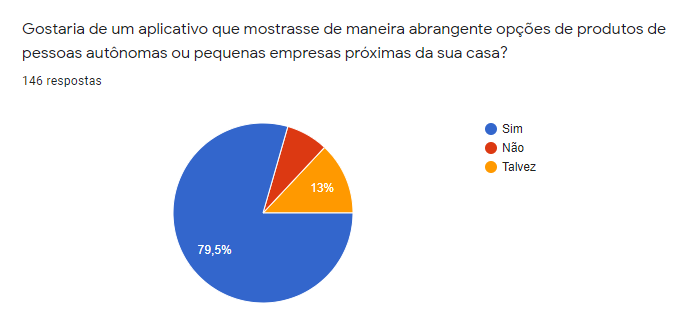 Gostaria de um aplicativo que mostrasse de maneira abrangente opções de produtos de
pessoas autônomas ou pequenas empresas próximas da sua casa?
146 respostas
Sim
Não
Talvez
13%
79,5%